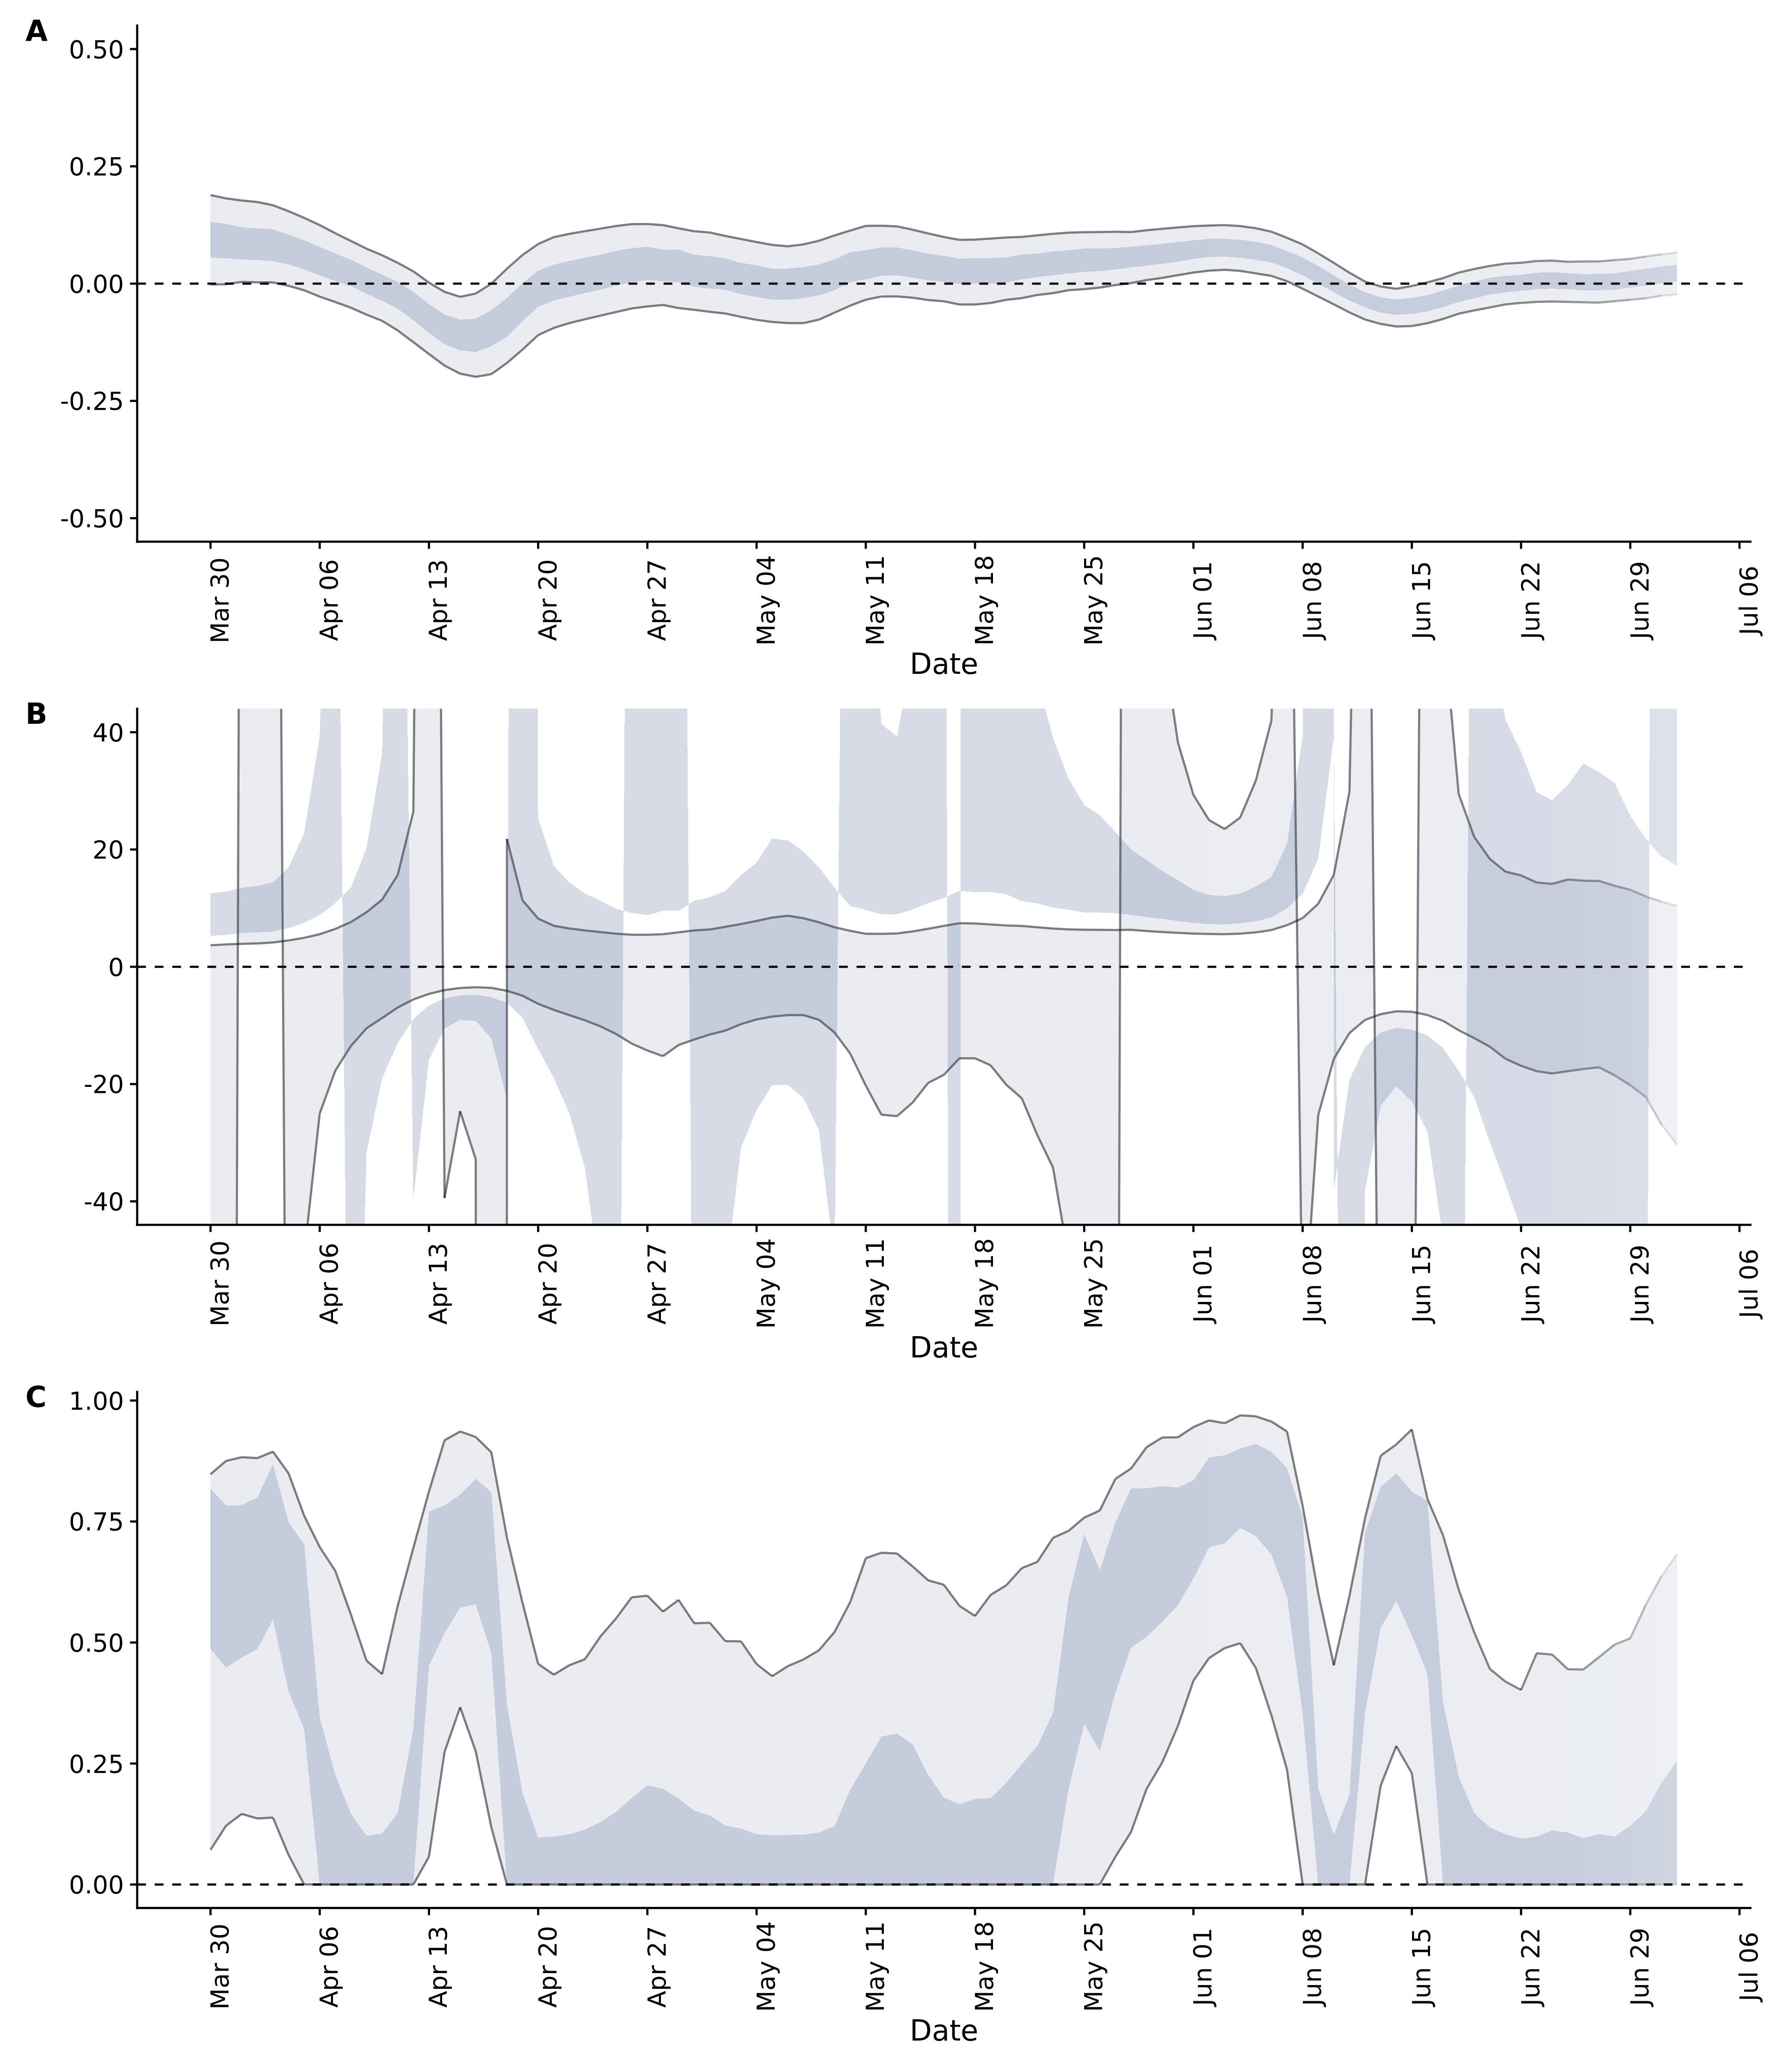 A
0.50
0.25
0.00
-0.25
-0.50
Mar 30
Apr 06
Apr 13
Apr 20
Apr 27
May 04
May 11
May 18
May 25
Jun 01
Jun 08
Jun 15
Jun 22
Jun 29
Jul 06
Date
B
40
20
0
-20
-40
Mar 30
Apr 06
Apr 13
Apr 20
Apr 27
May 04
May 11
May 18
May 25
Jun 01
Jun 08
Jun 15
Jun 22
Jun 29
Jul 06
Date
C
1.00
0.75
0.50
0.25
0.00
Mar 30
Apr 06
Apr 13
Apr 20
Apr 27
May 04
May 11
May 18
May 25
Jun 01
Jun 08
Jun 15
Jun 22
Jun 29
Jul 06
Date